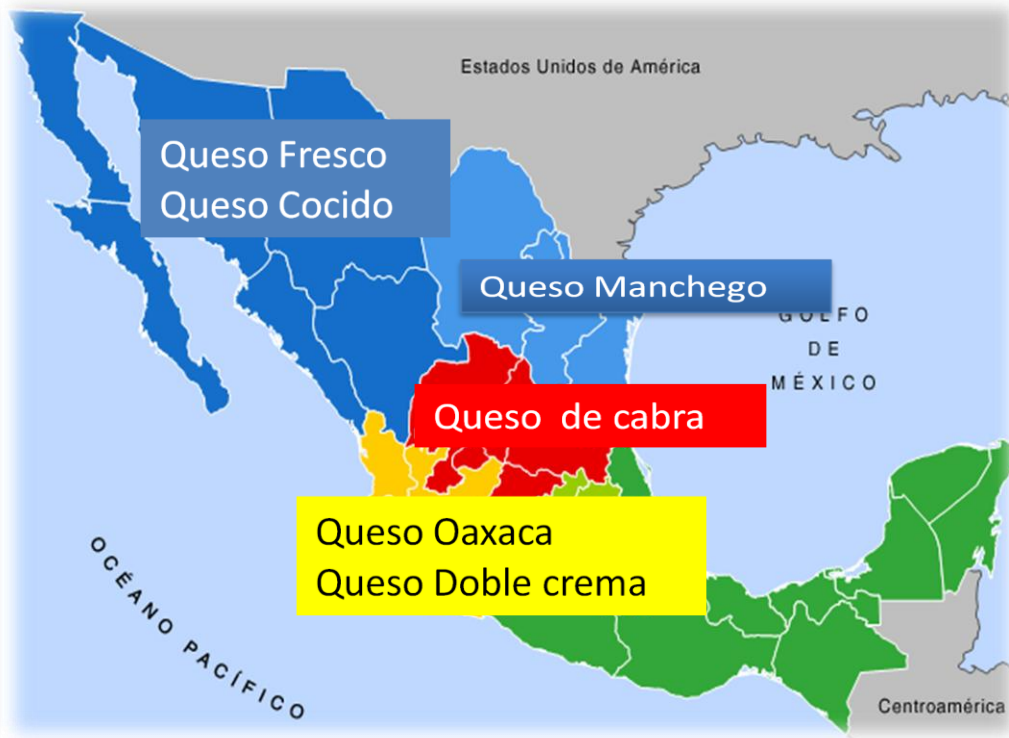 Estados Unidos de América
Queso Fresco
Queso Cocido
Queso Manchego
GOLFO
DE
MÉXICO
Queso de cabra
Queso Oaxaca
Queso Doble crema
OCÉANO PACÍFICO
Centroamérica